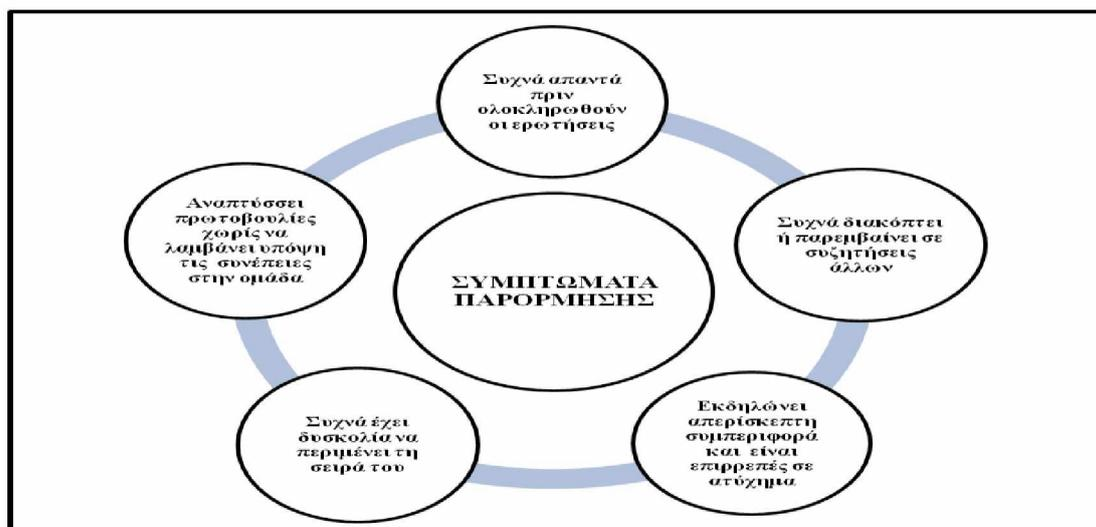 Συχνά απαντά
πριν
ολοκληρωθούν
οι ερωτήσεις
Συχνά διακόπτει
ή παρεμβαίνει σε
συζητήσεις
άλλων
Εκδηλώνει
απερίσκεπτη
συμπεριφορά
και είναι
επιρρεπές σε
ατύχημα
Συχνά έχει
δυσκολία να
περιμένει τη
σειρά του
Αναπτύσσει
πρωτοβουλίες
χωρίς να
λαμβάνει υπόψη
τις συνέπειες
στην ομάδα
ΣΥΜΠΤΩΜΑΤΑ
ΠΑΡΟΡΜΗΣΗΣ